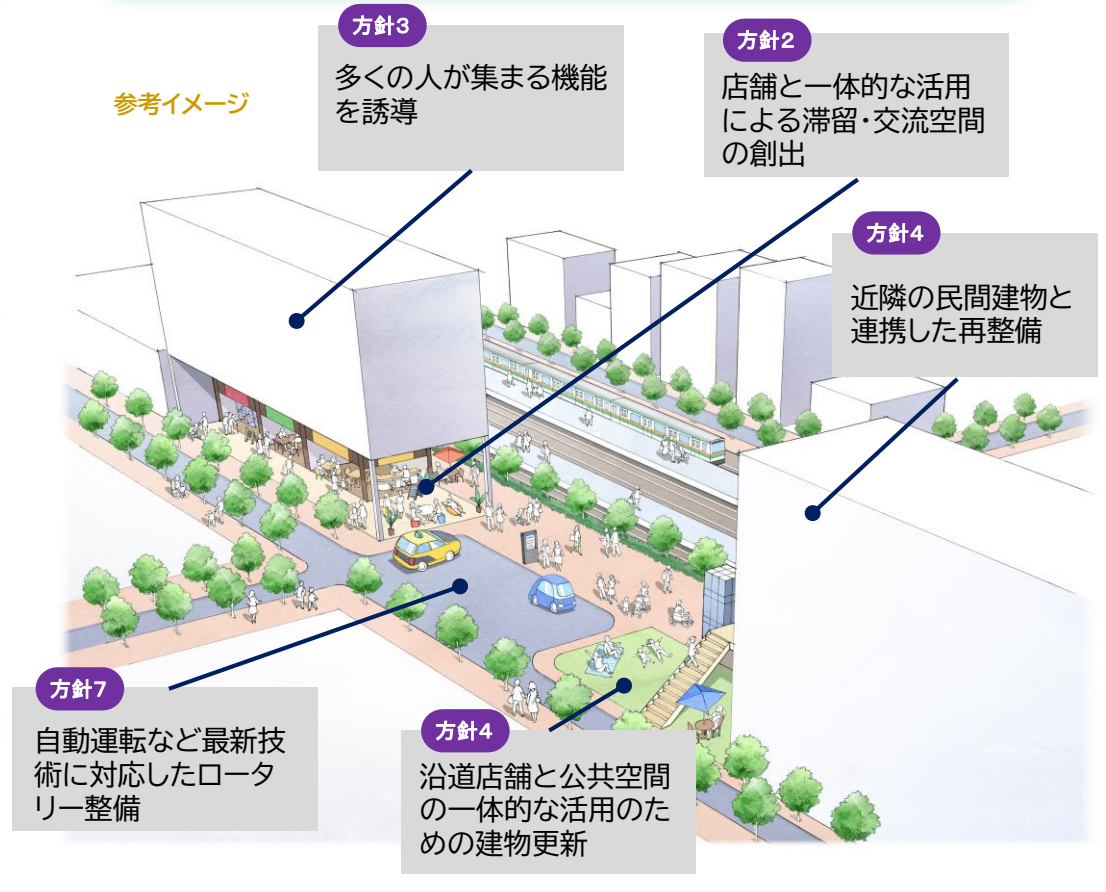 参考イメージ
方針3
多くの人が集まる機能
を誘導
方針2
店舗と一体的な活用
による滞留・交流空間
の創出
方針4
近隣の民間建物と
連携した再整備
方針7
自動運転など最新技
術に対応したロータ
リー整備
方針4
沿道店舗と公共空間
の一体的な活用のた
めの建物更新